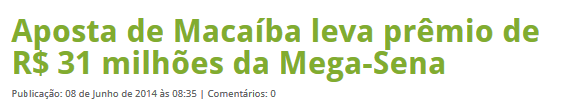 Aposta de Macaíba leva prêmio de
R$ 31 milhões da Mega-Sena
Publicação: 08 de Junho de 2014 às 08:35 | Comentários: 0